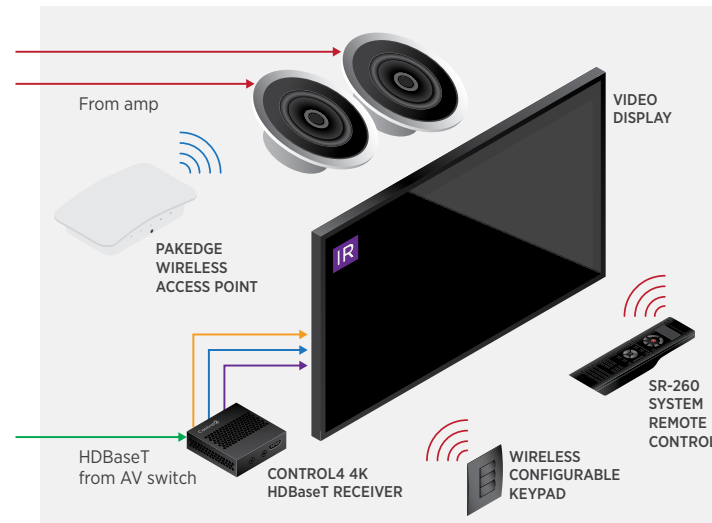 From amp
VIDEO
DISPLAY
IR
PAKEDGE
WIRELESS
ACCESS POINT
SR-260
SYSTEM
REMOTE
CONTROL
HDBaseT
from AV switch
Control4
CONTROL4 4K
HDBaseT RECEIVER
WIRELESS
CONFIGURABLE
KEYPAD